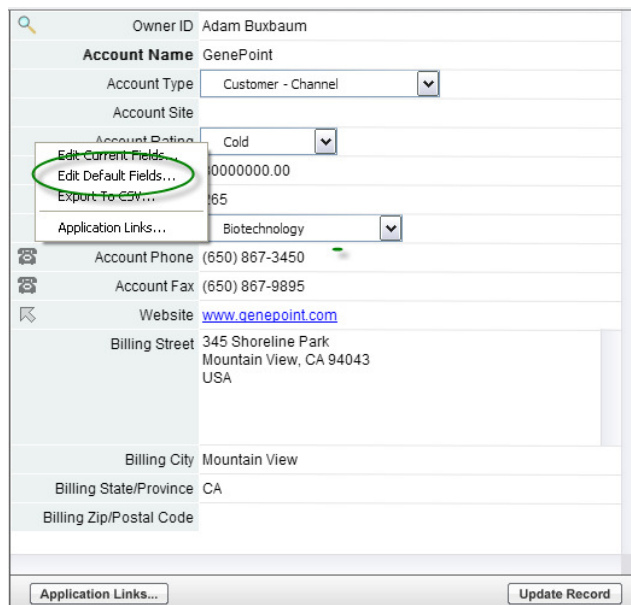 Owner ID Adam Buxbaum
Account Name GenePoint
Account Type Customer - Channel
Account Site
Account Rating Cold
Edit Current Fields...
Edit Default Fields... 0000000.00
Export To CSV... 265
Application Links... Biotechnology
Account Phone (650) 867-3450
Account Fax (650) 867-9895
Website www.genepoint.com
Billing Street 345 Shoreline Park
Mountain View, CA 94043
USA
Billing City Mountain View
Billing State/Province CA
Billing Zip/Postal Code
Application Links... Update Record